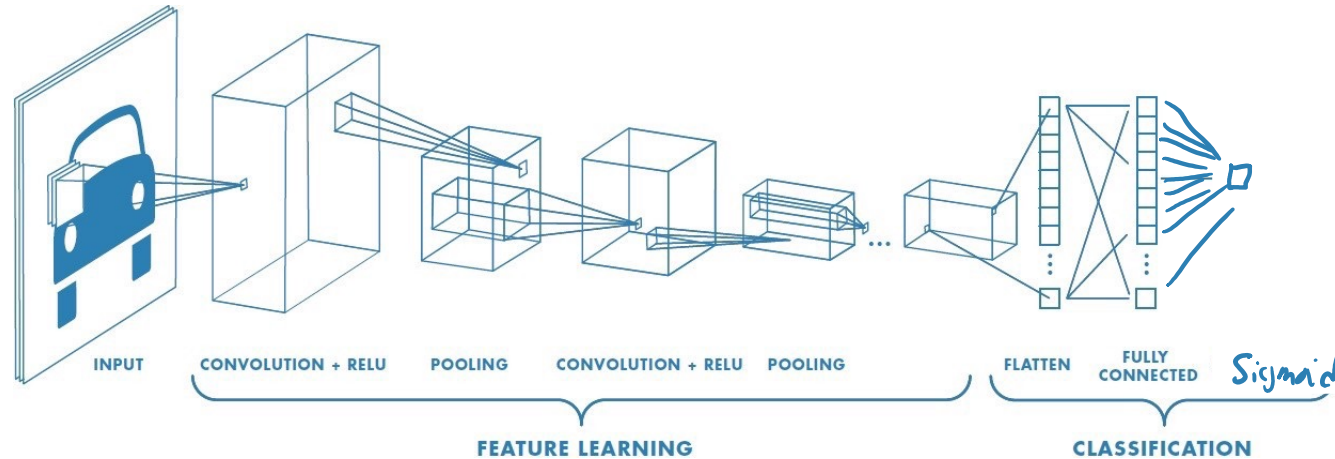 INPUT
CONVOLUTION + RELU
POOLING
CONVOLUTION + RELU
POOLING
...
FLATTEN
FULLY
CONNECTED
Sigmoid
FEATURE LEARNING
CLASSIFICATION